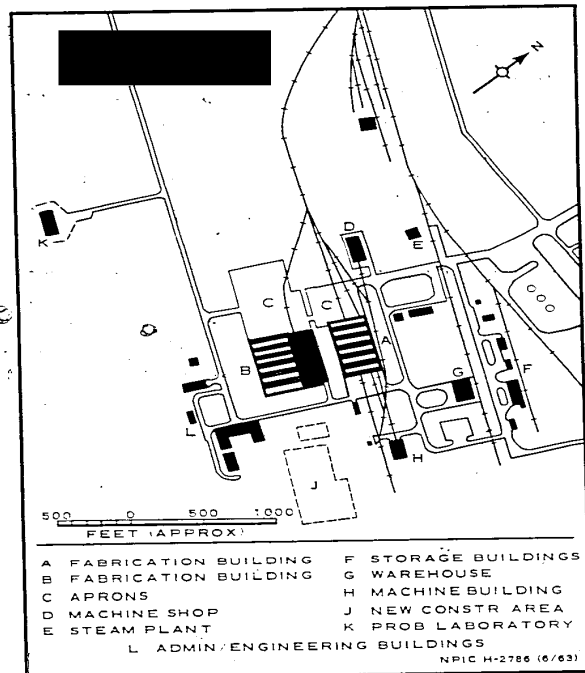 N
K
D
E
C
C
A
B
G
F
L
J
H
500 0 500 1000
FEET (APPROX)
A FABRICATION BUILDING
B FABRICATION BUILDING
C APRONS
D MACHINE SHOP
E STEAM PLANT
F STORAGE BUILDINGS
G WAREHOUSE
H MACHINE BUILDING
J NEW CONSTR AREA
K PROB LABORATORY
L ADMIN/ENGINEERING BUILDINGS
NPIC H-2786 (6/63)